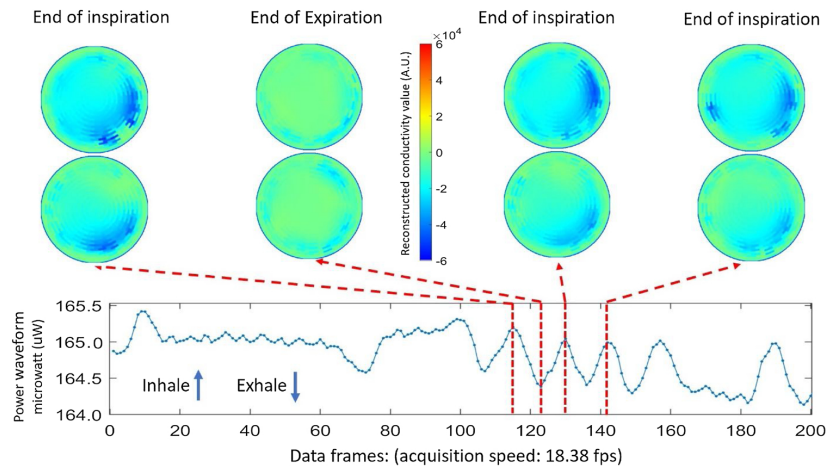 End of inspiration
End of Expiration
End of inspiration
End of inspiration
×10⁴
6
4
2
0
-2
-4
-6
Reconstructed conductivity value (A.U.)
165.5
165.0
164.5
164.0
Power waveform
microwatt (uW)
Inhale
Exhale
0
20
40
60
80
100
120
140
160
180
200
Data frames: (acquisition speed: 18.38 fps)